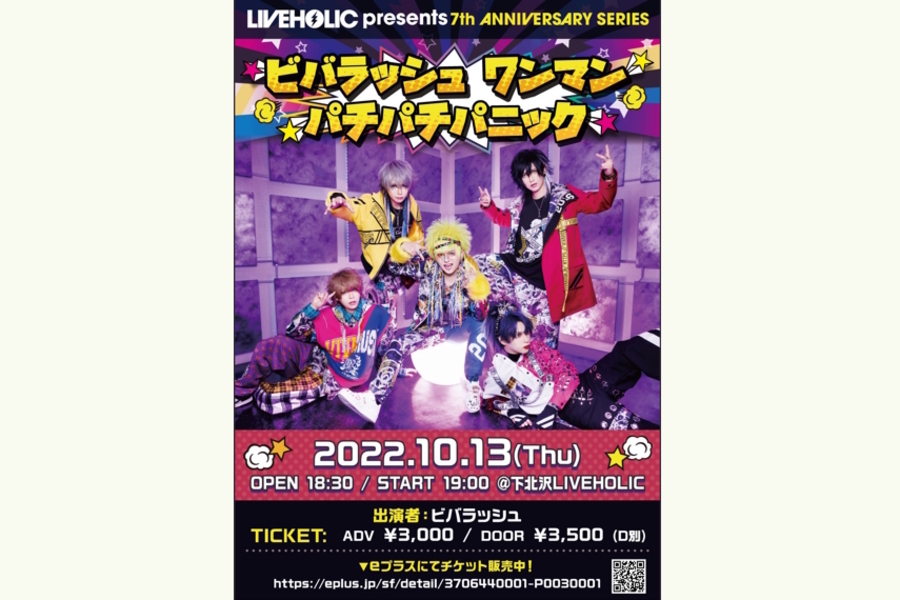 LIVEHOLIC presents 7th ANNIVERSARY SERIES
ビバラッシュ ワンマン
パチパチパニック
2022.10.13(Thu)
OPEN 18:30 / START 19:00 @下北沢LIVEHOLIC
出演者：ビバラッシュ
TICKET: ADV ¥3,000 / DOOR ¥3,500 (D別)
▼eプラスにてチケット販売中！
https://eplus.jp/sf/detail/3706440001-P0030001